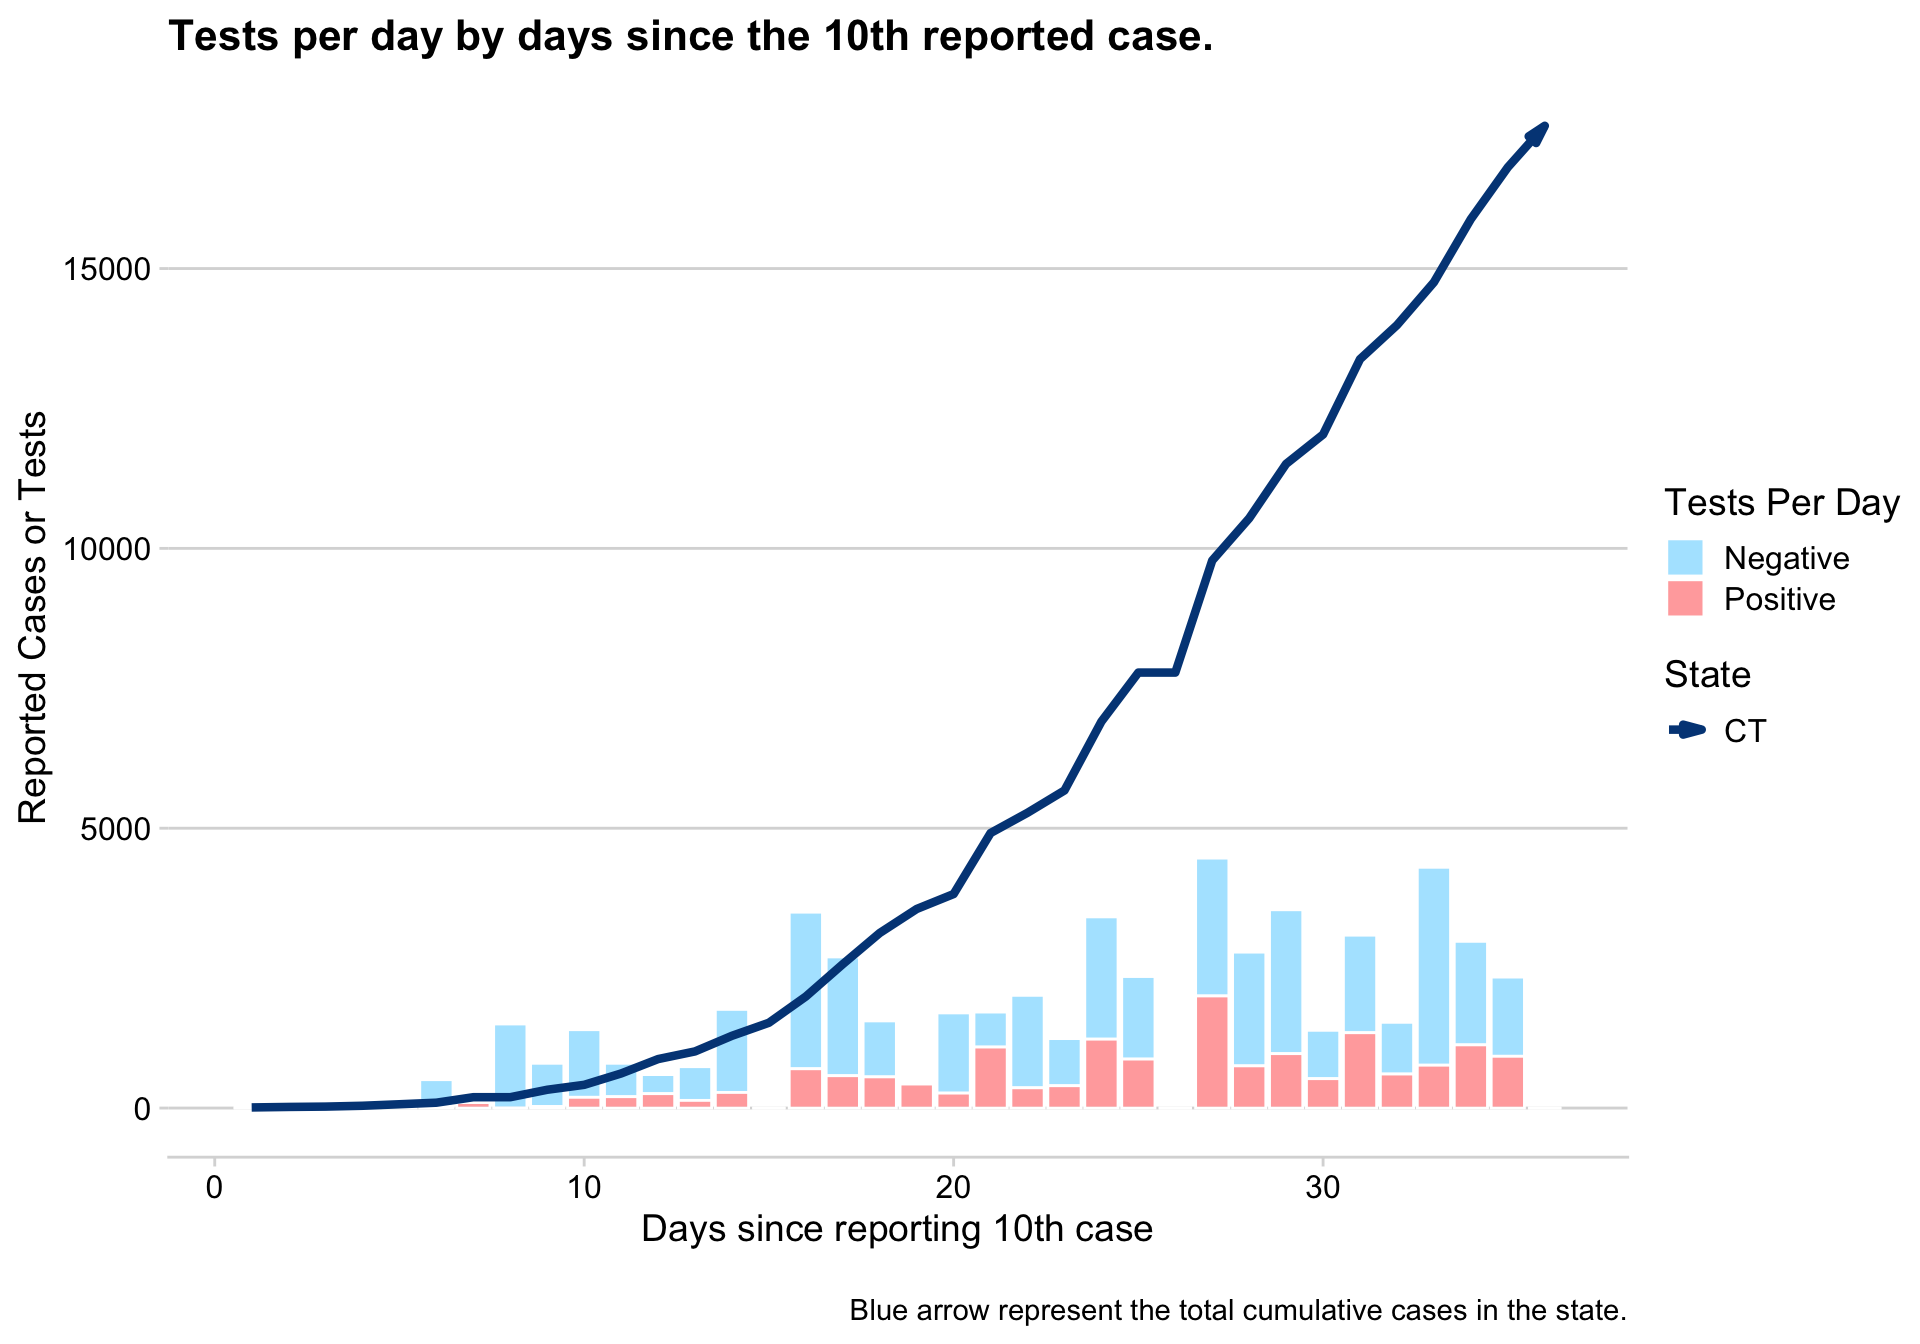 Tests per day by days since the 10th reported case.
Reported Cases or Tests
15000
10000
5000
0
0
10
20
30
Days since reporting 10th case
Tests Per Day
Negative
Positive
State
CT
Blue arrow represent the total cumulative cases in the state.